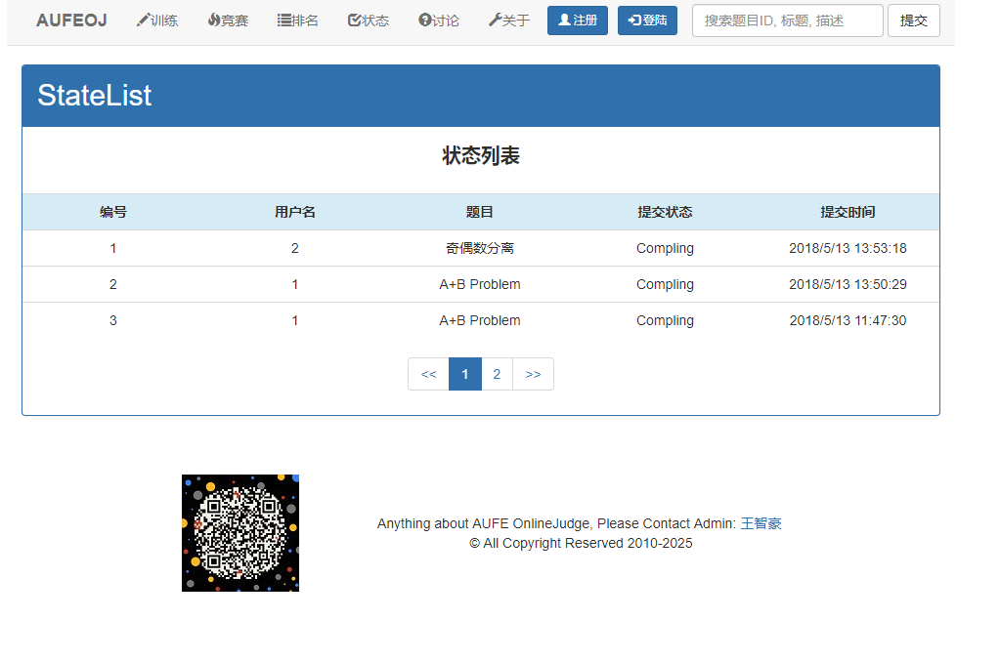 AUFEOJ 训练 竞赛 排名 状态 讨论 关于 注册 登陆 搜索题目ID, 标题, 描述 提交
StateList
状态列表
编号 用户名 题目 提交状态 提交时间
1 2 奇偶数分离 Compling 2018/5/13 13:53:18
2 1 A+B Problem Compling 2018/5/13 13:50:29
3 1 A+B Problem Compling 2018/5/13 11:47:30
<< 1 2 >>
Anything about AUFE OnlineJudge, Please Contact Admin: 王智豪
© All Copyright Reserved 2010-2025